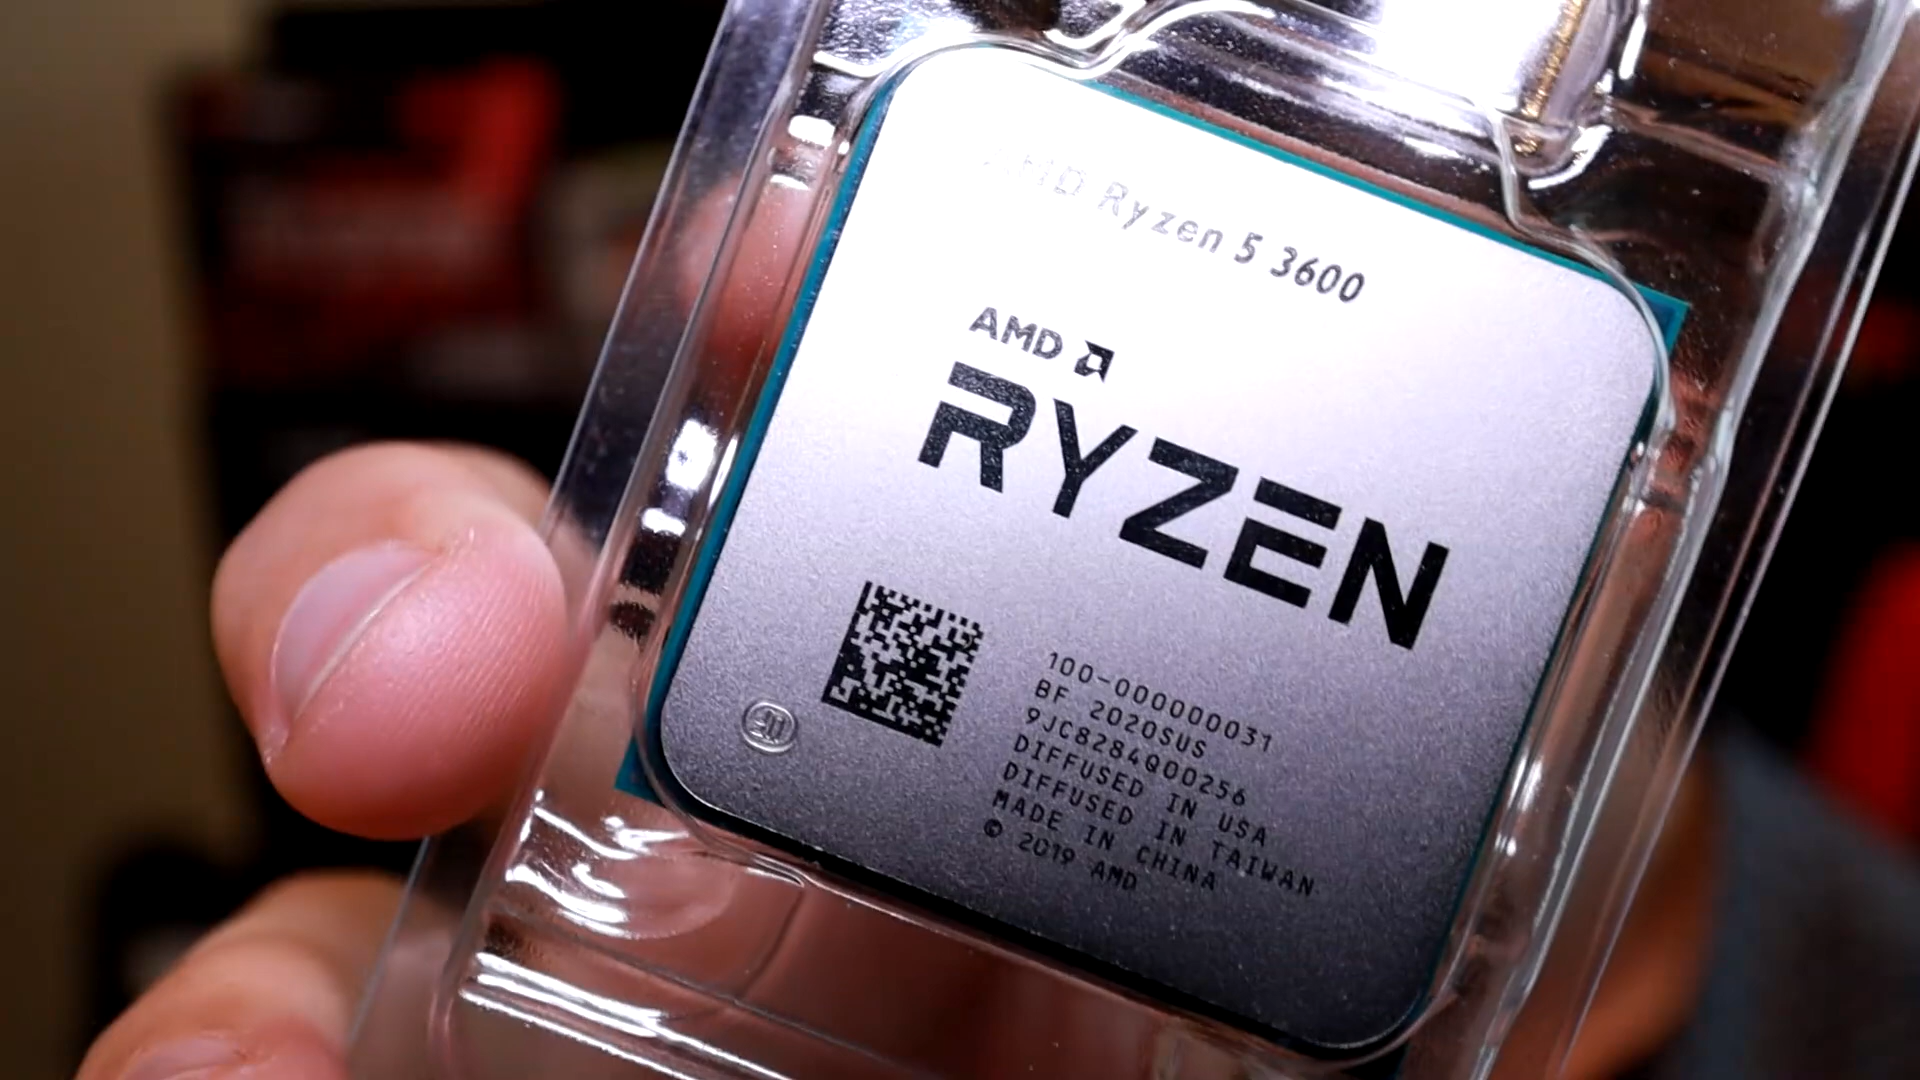 AMD Ryzen 5 3600
AMD
RYZEN
100-000000031
BF 2020SUS
9JC8284Q00256
DIFFUSED IN USA
DIFFUSED IN TAIWAN
MADE IN CHINA
© 2019 AMD